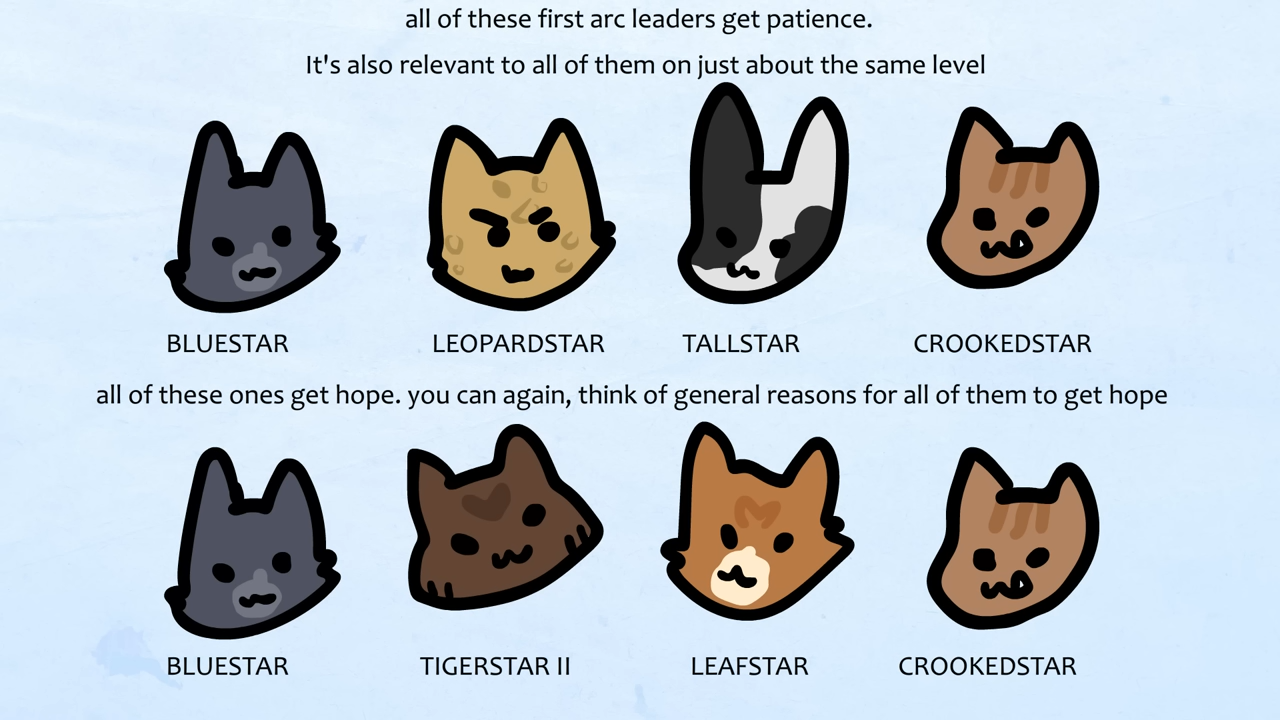 all of these first arc leaders get patience.
It's also relevant to all of them on just about the same level
BLUESTAR LEOPARDSTAR TALLSTAR CROOKEDSTAR
all of these ones get hope. you can again, think of general reasons for all of them to get hope
BLUESTAR TIGERSTAR II LEAFSTAR CROOKEDSTAR